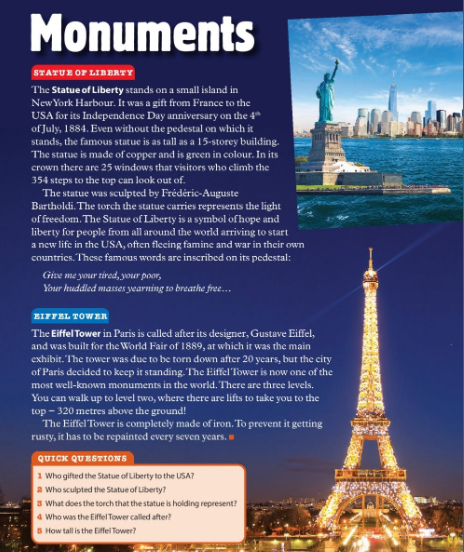 Monuments
STATUE OF LIBERTY
The Statue of Liberty stands on a small island in
New York Harbour. It was a gift from France to the
USA for its Independence Day anniversary on the 4th
of July, 1884. Even without the pedestal on which it
stands, the famous statue is as tall as a 15-storey building.
The statue is made of copper and is green in colour. In its
crown there are 25 windows that visitors who climb the
354 steps to the top can look out of.
The statue was sculpted by Frédéric-Auguste
Bartholdi. The torch the statue carries represents the light
of freedom. The Statue of Liberty is a symbol of hope and
liberty for people from all around the world arriving to start
a new life in the USA, often fleeing famine and war in their own
countries. These famous words are inscribed on its pedestal:
Give me your tired, your poor,
Your huddled masses yearning to breathe free…
EIFFEL TOWER
The Eiffel Tower in Paris is called after its designer, Gustave Eiffel,
and was built for the World Fair of 1889, at which it was the main
exhibit. The tower was due to be torn down after 20 years, but the city
of Paris decided to keep it standing. The Eiffel Tower is now one of the
most well-known monuments in the world. There are three levels.
You can walk up to level two, where there are lifts to take you to the
top – 320 metres above the ground!
The Eiffel Tower is completely made of iron. To prevent it getting
rusty, it has to be repainted every seven years.
QUICK QUESTIONS
1 Who gifted the Statue of Liberty to the USA?
2 Who sculpted the Statue of Liberty?
3 What does the torch that the statue is holding represent?
4 Who was the Eiffel Tower called after?
5 How tall is the Eiffel Tower?